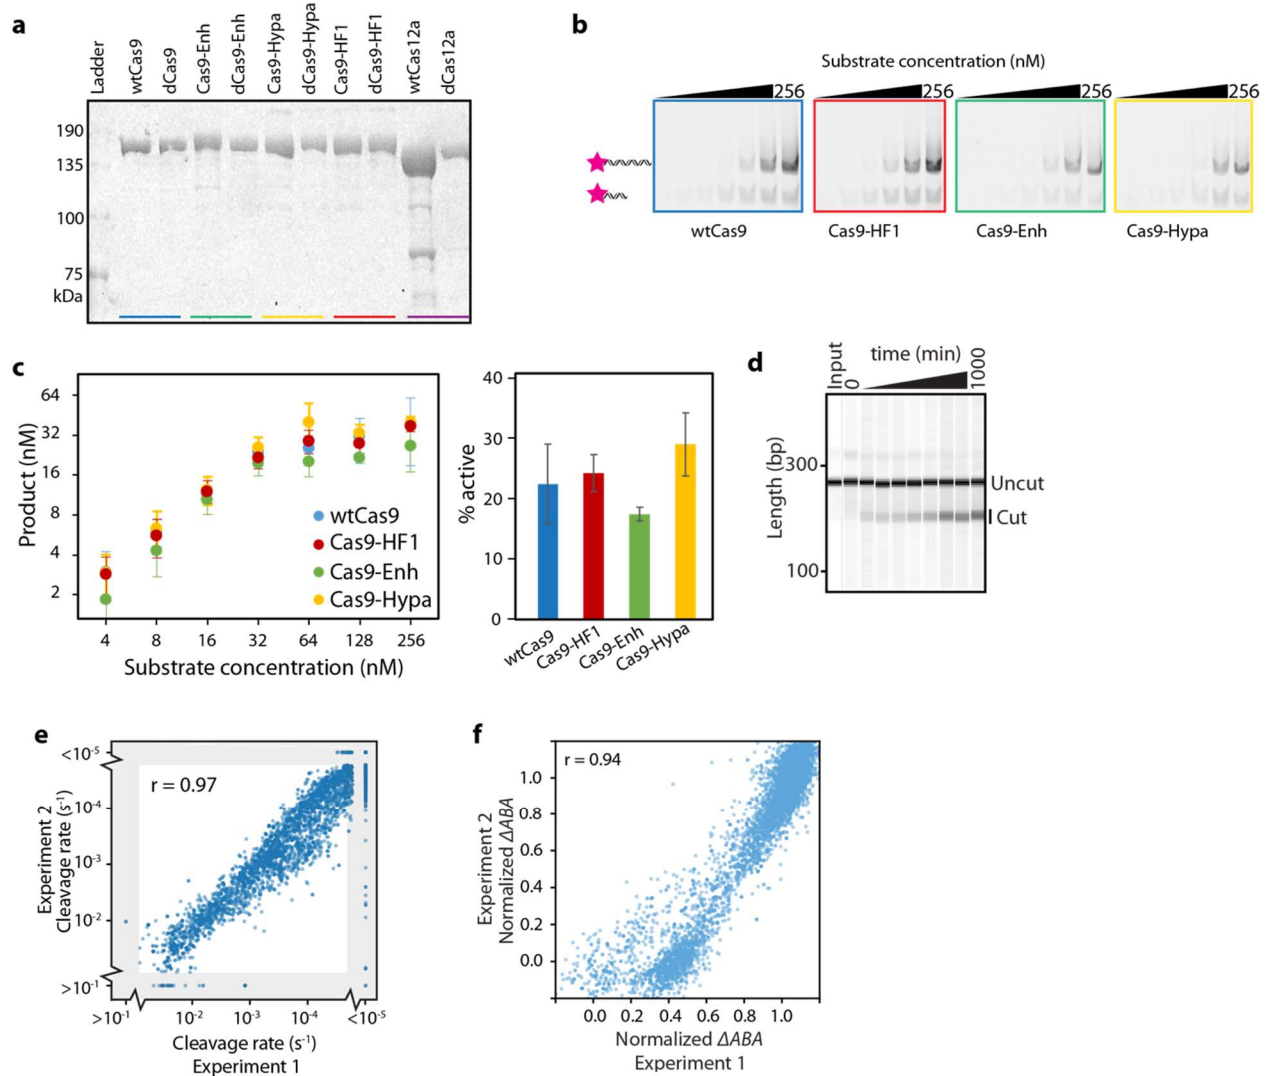 a
Ladder
wtCas9
dCas9
Cas9-Enh
dCas9-Enh
Cas9-Hypa
dCas9-Hypa
Cas9-HF1
dCas9-HF1
wtCas12a
dCas12a
190
135
100
75
kDa
b
Substrate concentration (nM)
256
256
256
256
wtCas9
Cas9-HF1
Cas9-Enh
Cas9-Hypa
c
Product (nM)
64
32
16
8
4
2
wtCas9
Cas9-HF1
Cas9-Enh
Cas9-Hypa
4 8 16 32 64 128 256
Substrate concentration (nM)
% active
40
30
20
10
0
wtCas9
Cas9-HF1
Cas9-Enh
Cas9-Hypa
d
Input
0
time (min)
1000
Length (bp)
300
100
Uncut
Cut
e
Experiment 2
Cleavage rate (s⁻¹)
<10⁻⁵
10⁻⁴
10⁻³
10⁻²
>10⁻¹
r = 0.97
>10⁻¹ 10⁻² 10⁻³ 10⁻⁴ <10⁻⁵
Cleavage rate (s⁻¹)
Experiment 1
f
Experiment 2
Normalized ΔABA
1.0
0.8
0.6
0.4
0.2
0.0
r = 0.94
0.0 0.2 0.4 0.6 0.8 1.0
Normalized ΔABA
Experiment 1